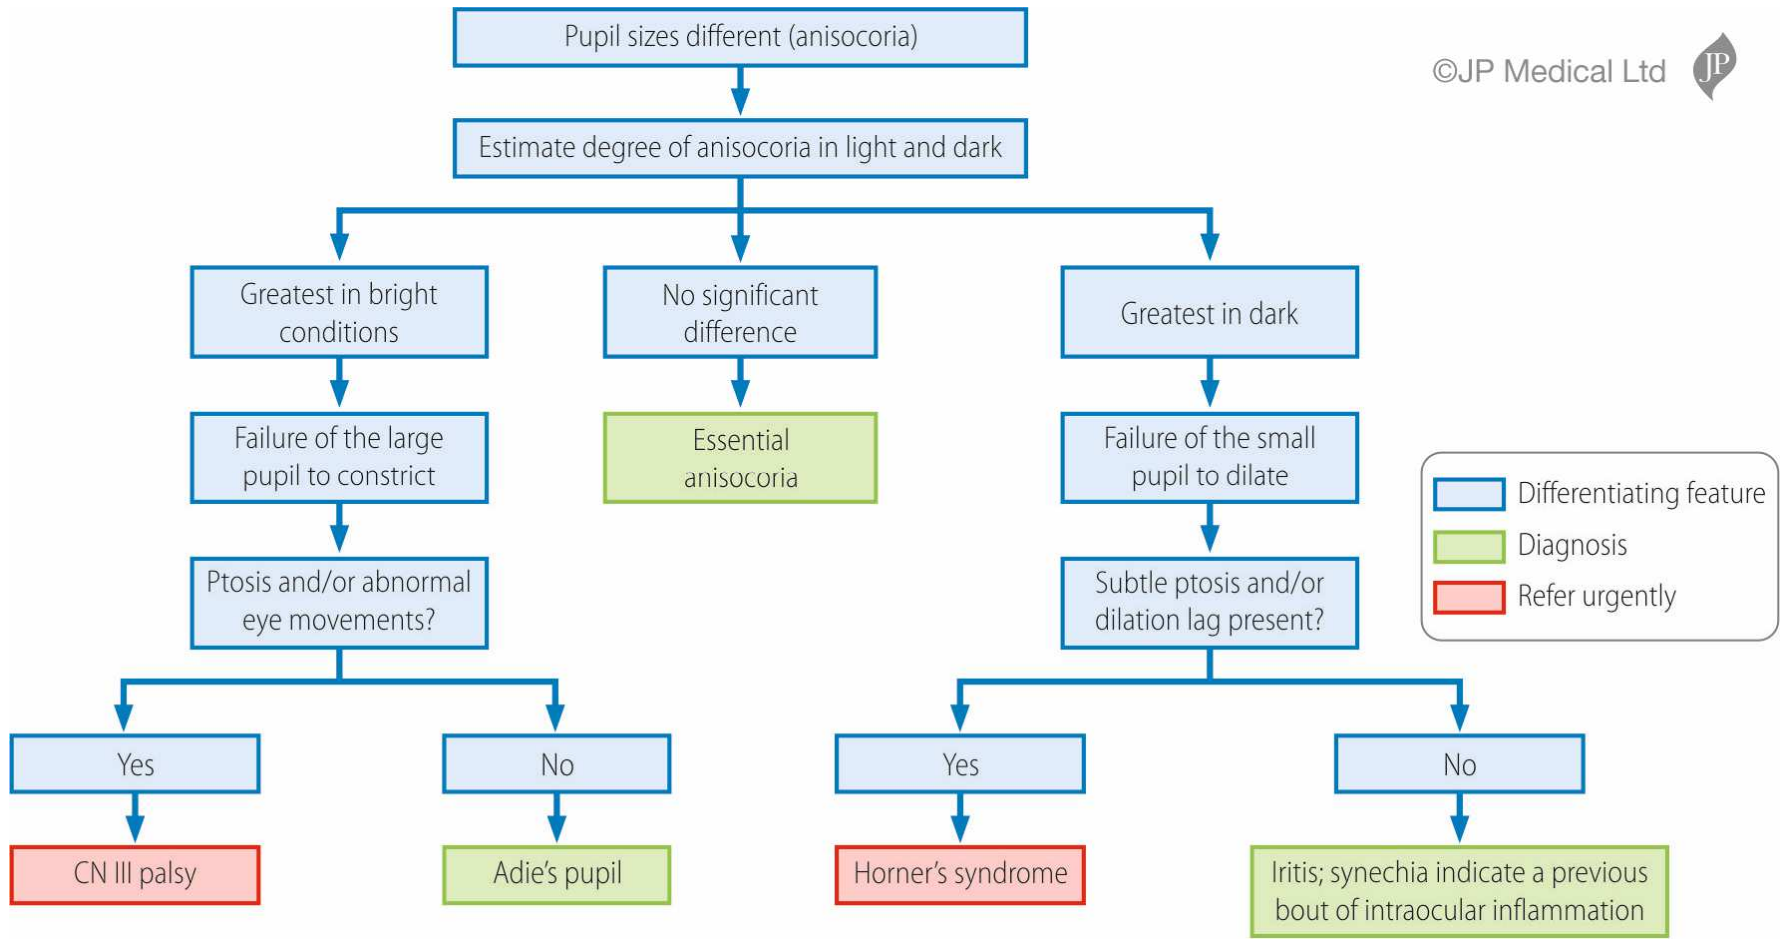 Pupil sizes different (anisocoria)
©JP Medical Ltd
JP
Estimate degree of anisocoria in light and dark
Greatest in bright
conditions
No significant
difference
Greatest in dark
Failure of the large
pupil to constrict
Essential
anisocoria
Failure of the small
pupil to dilate
Differentiating feature
Diagnosis
Refer urgently
Ptosis and/or abnormal
eye movements?
Subtle ptosis and/or
dilation lag present?
Yes
No
Yes
No
CN III palsy
Adie's pupil
Horner's syndrome
Iritis; synechia indicate a previous
bout of intraocular inflammation